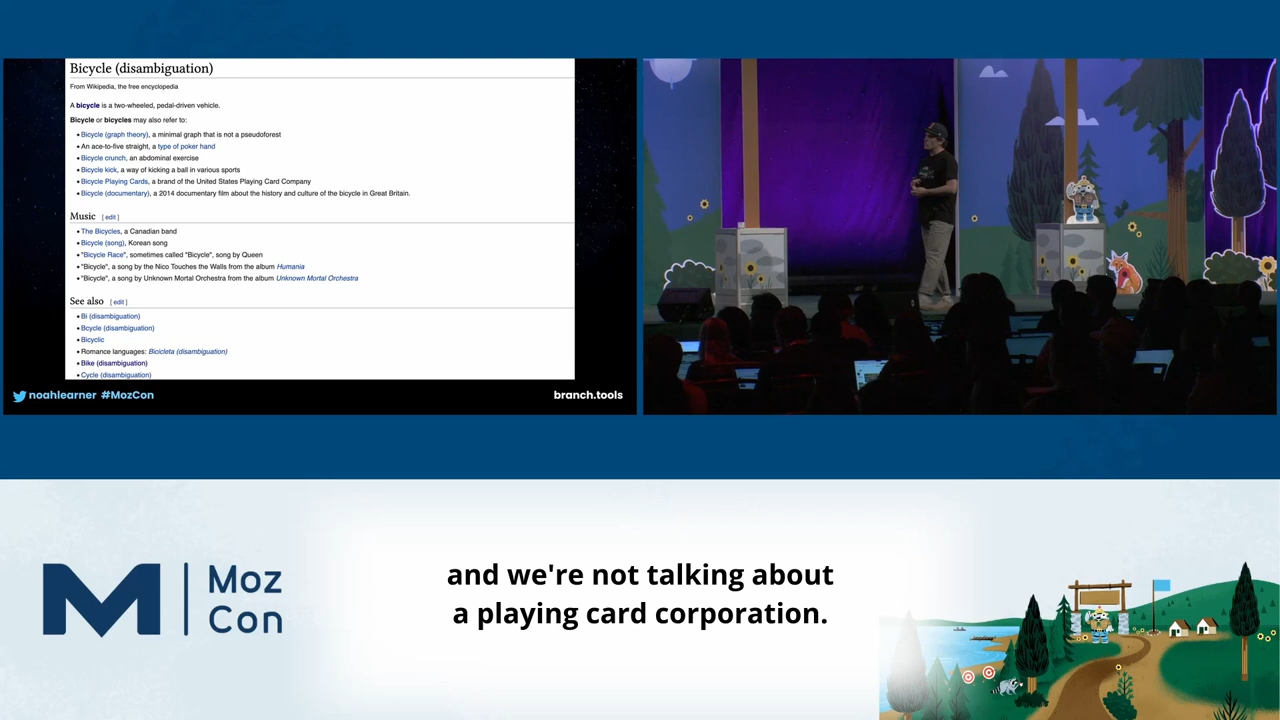 Bicycle (disambiguation)
From Wikipedia, the free encyclopedia
A bicycle is a two-wheeled, pedal-driven vehicle.
Bicycle or bicycles may also refer to:
• Bicycle (graph theory), a minimal graph that is not a pseudoforest
• An ace-to-five straight, a type of poker hand
• Bicycle crunch, an abdominal exercise
• Bicycle kick, a way of kicking a ball in various sports
• Bicycle Playing Cards, a brand of the United States Playing Card Company
• Bicycle (documentary), a 2014 documentary film about the history and culture of the bicycle in Great Britain.
Music [ edit ]
• The Bicycles, a Canadian band
• Bicycle (song), Korean song
• "Bicycle Race", sometimes called "Bicycle", song by Queen
• "Bicycle", a song by the Nico Touches the Walls from the album Humania
• "Bicycle", a song by Unknown Mortal Orchestra from the album Unknown Mortal Orchestra
See also [ edit ]
• Bi (disambiguation)
• Bcycle (disambiguation)
• Bicyclic
• Romance languages: Bicicleta (disambiguation)
• Bike (disambiguation)
• Cycle (disambiguation)
noahlearner #MozCon
branch.tools
M | Moz
Con
and we're not talking about
a playing card corporation.